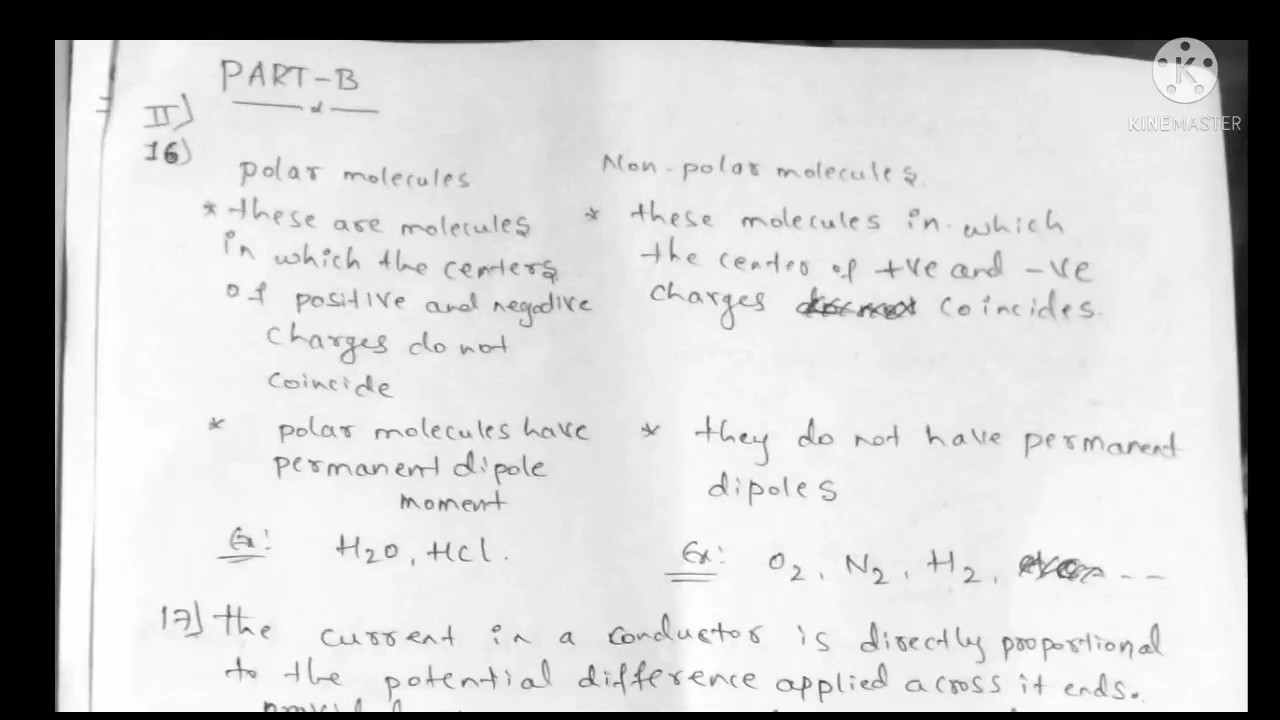 PART-B
II)
16)
polar molecules
* these are molecules
in which the centers
of positive and negative
charges do not
coincide
* polar molecules have
permanent dipole
moment
Ex: H2O, HCl.
Non-polar molecules
* these molecules in which
the center of +ve and -ve
charges coincides.
* they do not have permanent
dipoles
Ex: O2, N2, H2, --
17) the current in a conductor is directly proportional
to the potential difference applied across it ends.
K
KINEMASTER